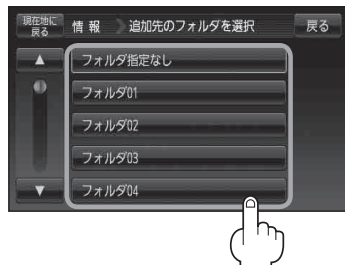 現在地に
戻る
情 報
追加先のフォルダを選択
戻る
▲
フォルダ指定なし
フォルダ01
フォルダ02
フォルダ03
フォルダ04
▼